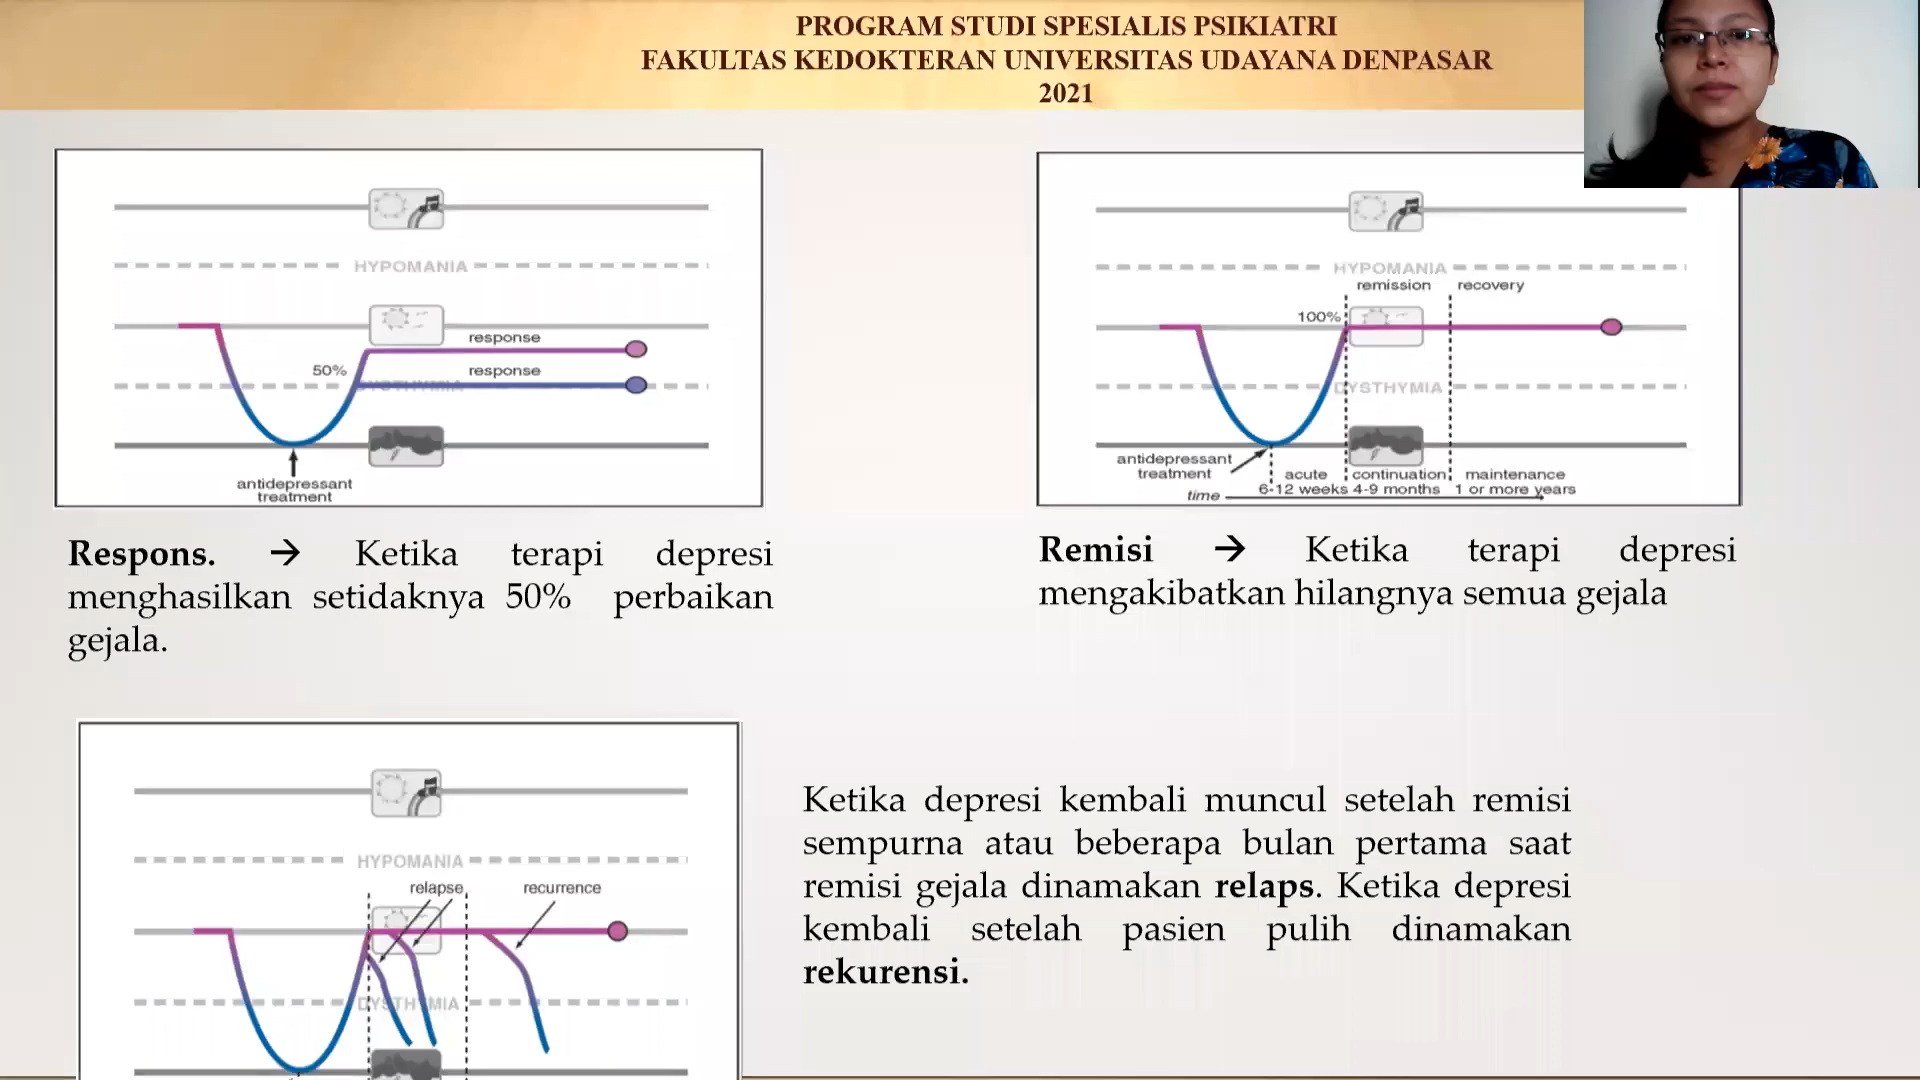 PROGRAM STUDI SPESIALIS PSIKIATRI
FAKULTAS KEDOKTERAN UNIVERSITAS UDAYANA DENPASAR
2021
HYPOMANIA
response
50%
response
DYSTHYMIA
antidepressant
treatment
Respons. → Ketika terapi depresi
menghasilkan setidaknya 50% perbaikan
gejala.
HYPOMANIA
remission recovery
100%
DYSTHYMIA
antidepressant
treatment
acute continuation maintenance
6-12 weeks 4-9 months 1 or more years
time
Remisi → Ketika terapi depresi
mengakibatkan hilangnya semua gejala
HYPOMANIA
relapse recurrence
DYSTHYMIA
Ketika depresi kembali muncul setelah remisi
sempurna atau beberapa bulan pertama saat
remisi gejala dinamakan relaps. Ketika depresi
kembali setelah pasien pulih dinamakan
rekurensi.